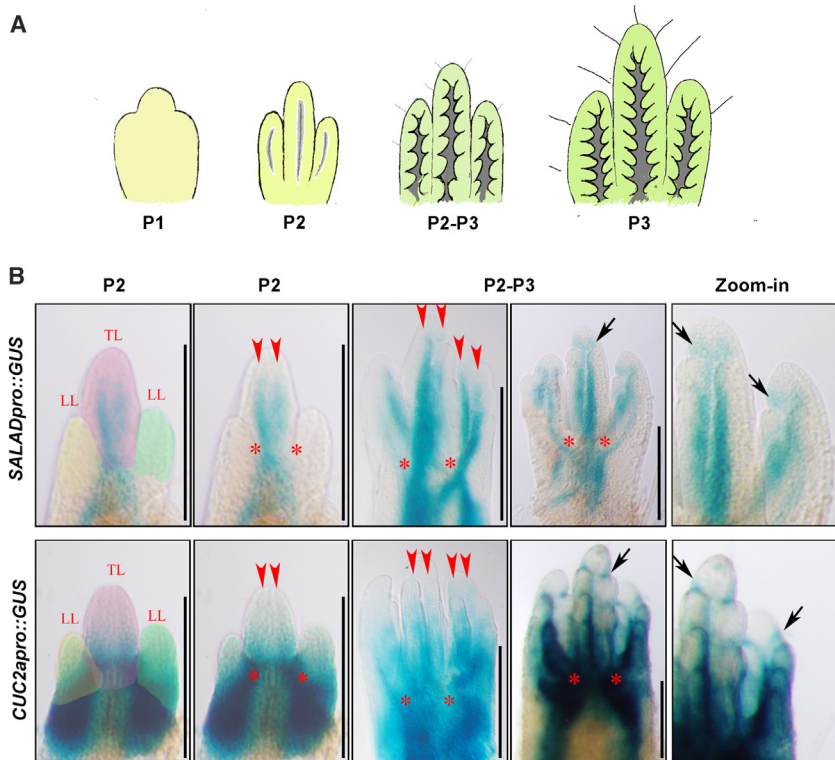 A
P1
P2
P2-P3
P3
B
P2
P2
P2-P3
Zoom-in
SALADpro::GUS
TL
LL
LL
*
*
*
*
*
*
CUC2apro::GUS
TL
LL
LL
*
*
*
*
*
*